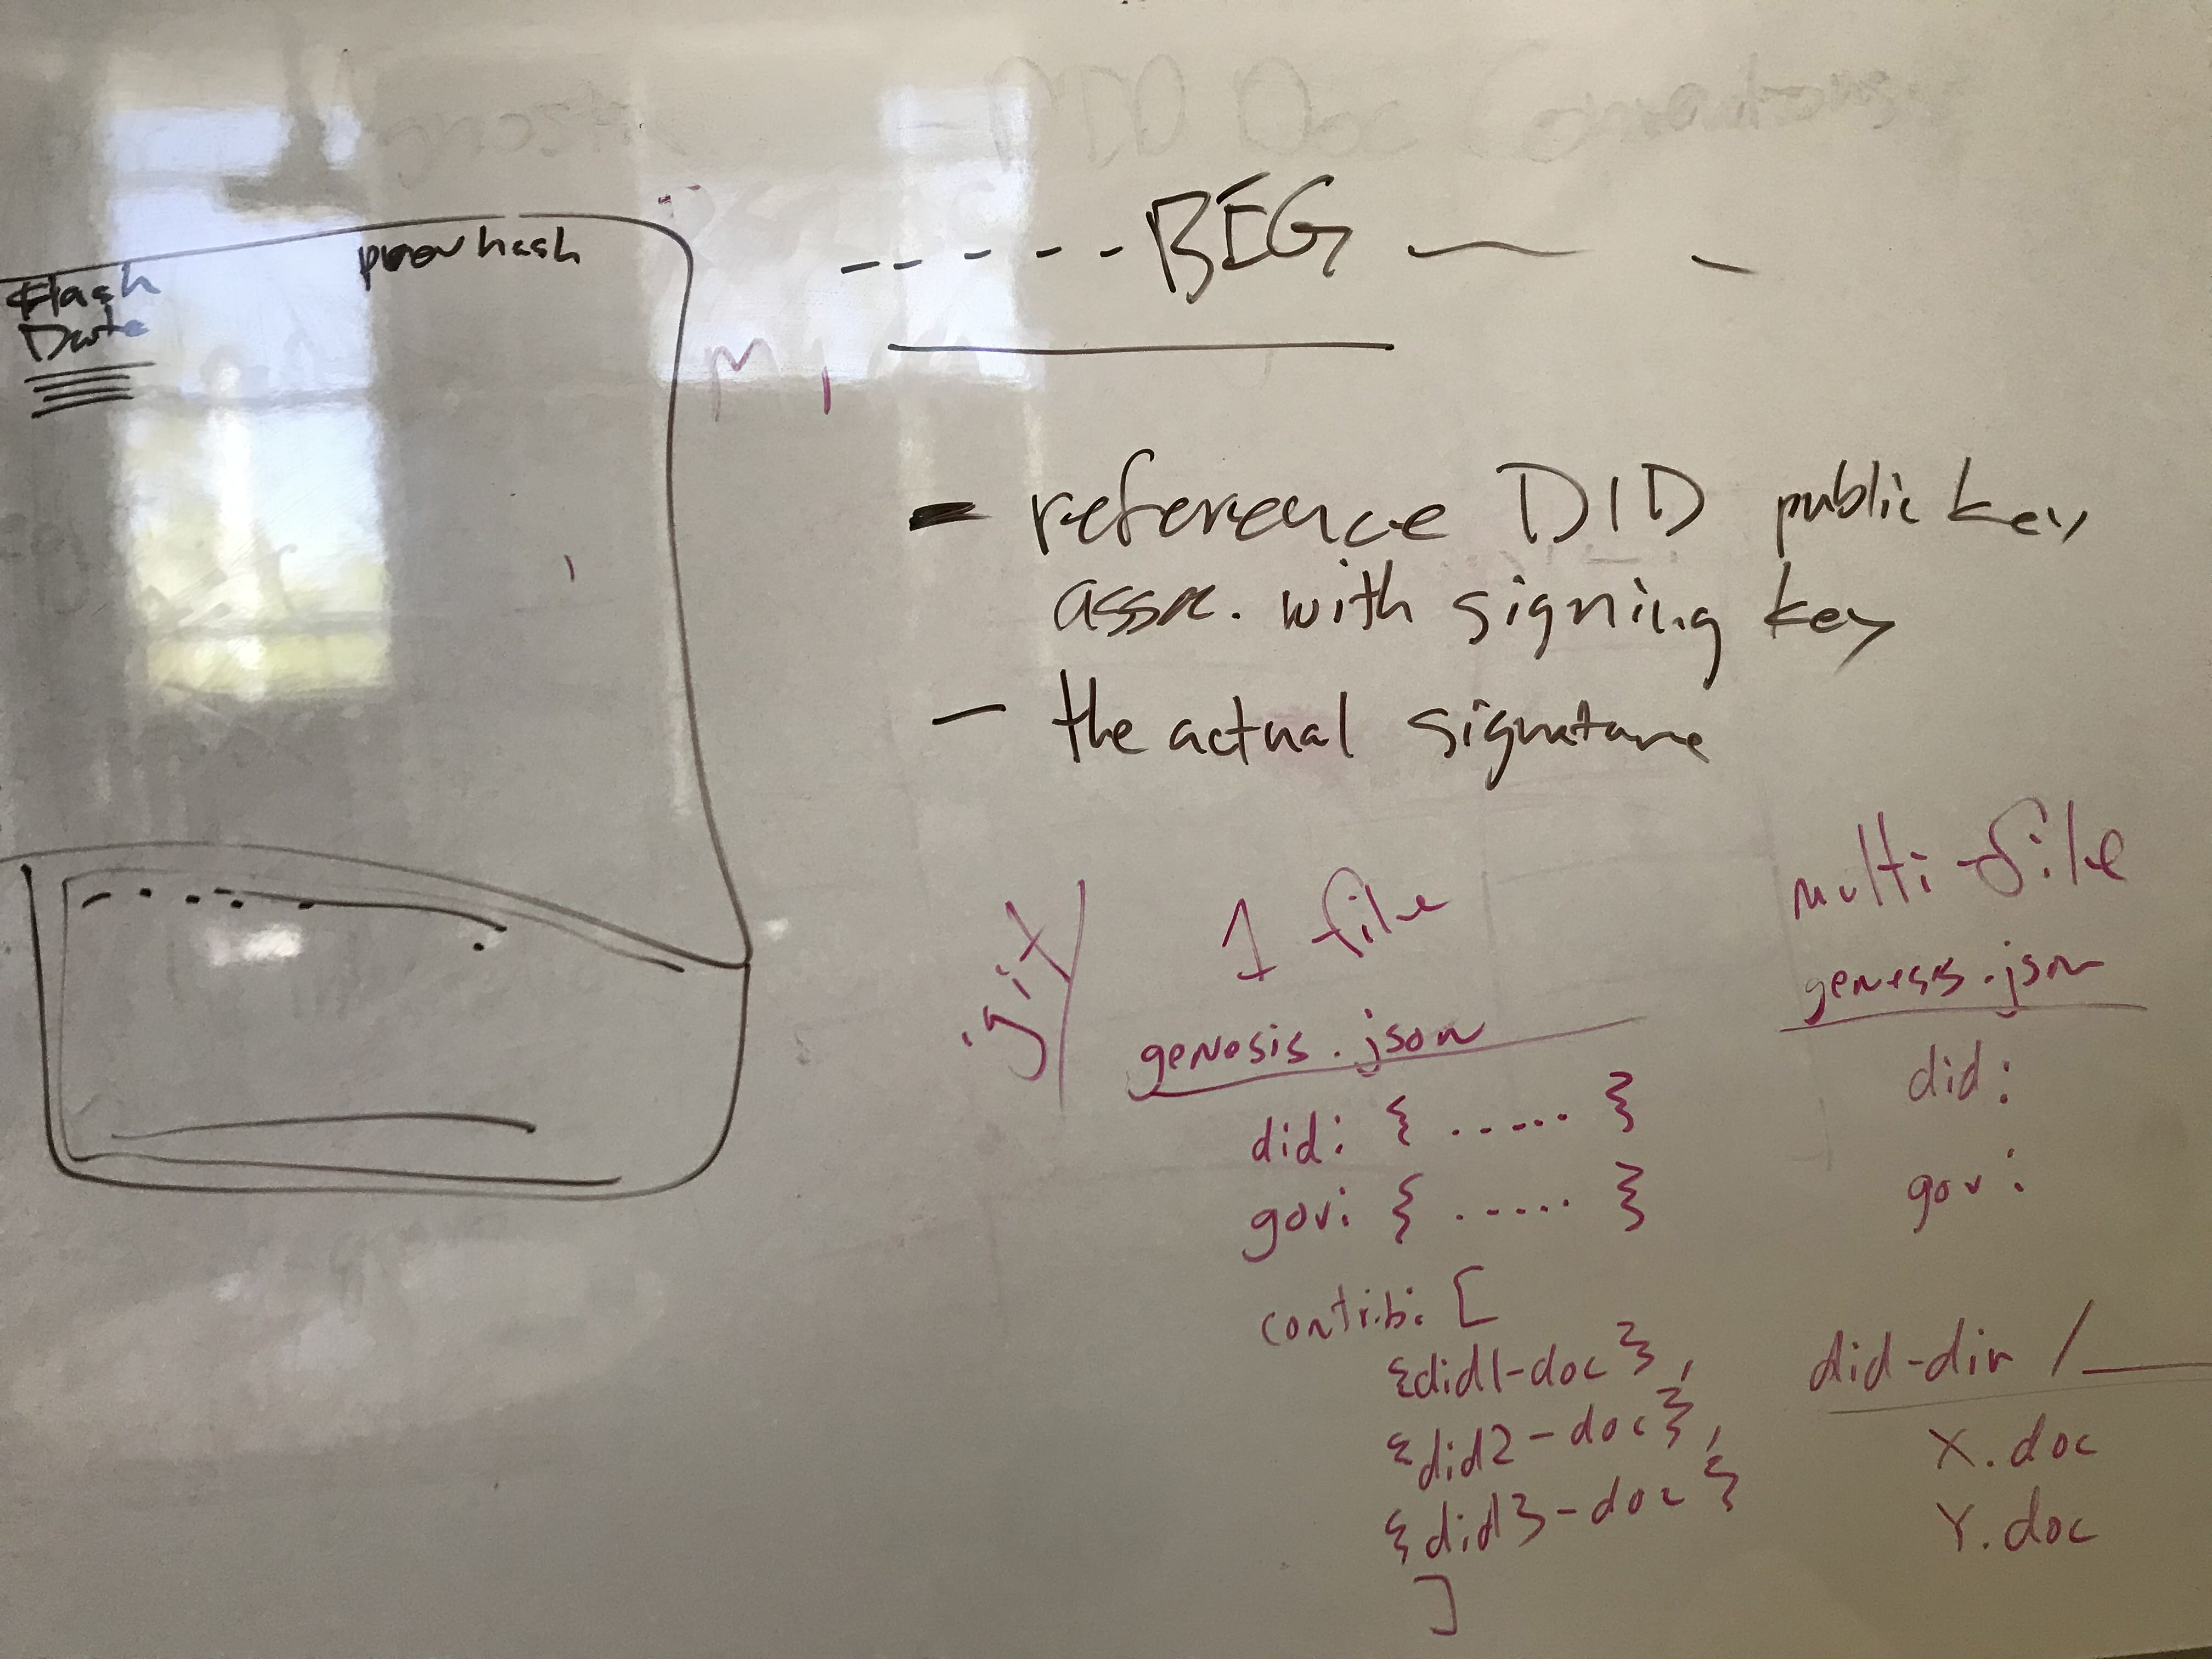 prev hash
Hash
Date
----- BEG — -
- reference DID public key
assoc. with signing key
- the actual signature
.git/
1 file
genesis.json
did: { ...... }
gov: { ...... }
contrib: [
{did1-doc},
{did2-doc},
{did3-doc}
]
multi-file
genesis.json
did:
gov:
did-dir /
X.doc
Y.doc